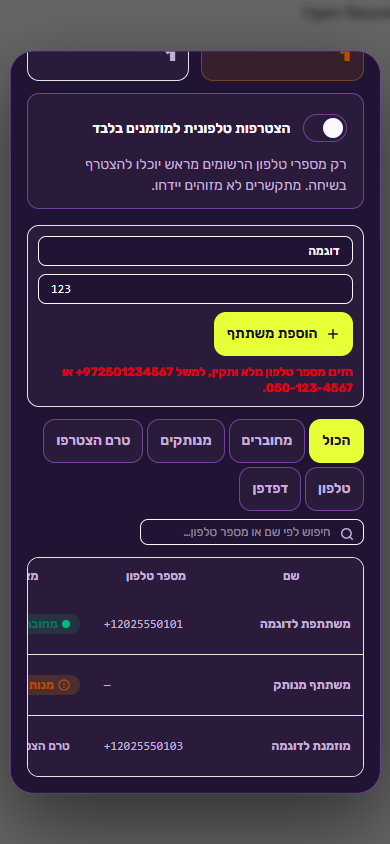 הצטרפות טלפונית למוזמנים בלבד
רק מספרי טלפון הרשומים מראש יוכלו להצטרף
בשיחה. מתקשרים לא מזוהים יידחו.
דוגמה
123
+ הוספת משתתף
הזינו מספר טלפון מלא ותקין, למשל 972501234567+ או
050-123-4567.
הכול מחוברים מנותקים טרם הצטרפו
טלפון דפדפן
חיפוש לפי שם או מספר טלפון...
שם מספר טלפון
משתתפת לדוגמה +12025550101
משתתף מנותק –
מוזמנת לדוגמה +12025550103 טרם